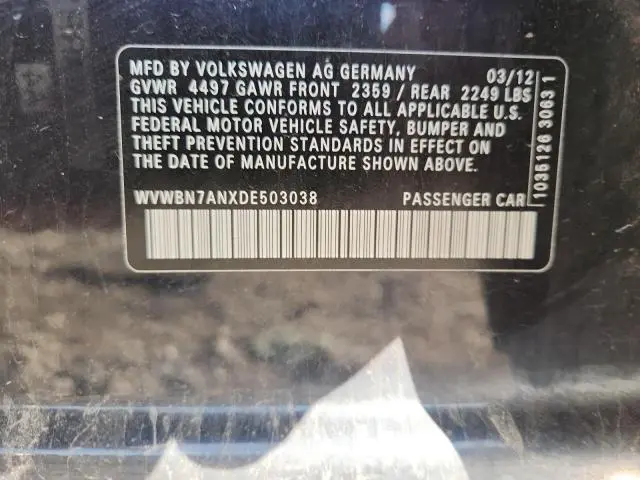 MFD BY VOLKSWAGEN AG GERMANY 03/12
GVWR 4497 GAWR FRONT 2359 / REAR 2249 LBS
THIS VEHICLE CONFORMS TO ALL APPLICABLE U.S.
FEDERAL MOTOR VEHICLE SAFETY, BUMPER AND
THEFT PREVENTION STANDARDS IN EFFECT ON
THE DATE OF MANUFACTURE SHOWN ABOVE.
WVWBN7ANXDE503038 PASSENGER CAR
1035126 3063 1